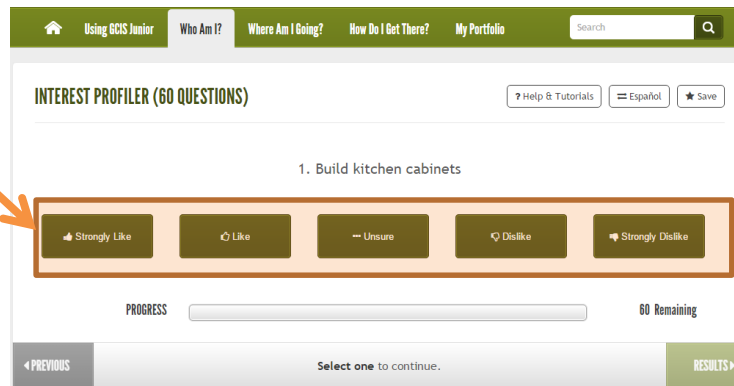 Using GCIS Junior Who Am I? Where Am I Going? How Do I Get There? My Portfolio Search
INTEREST PROFILER (60 QUESTIONS) ? Help & Tutorials Español Save
1. Build kitchen cabinets
Strongly Like Like Unsure Dislike Strongly Dislike
PROGRESS 60 Remaining
PREVIOUS Select one to continue. RESULTS